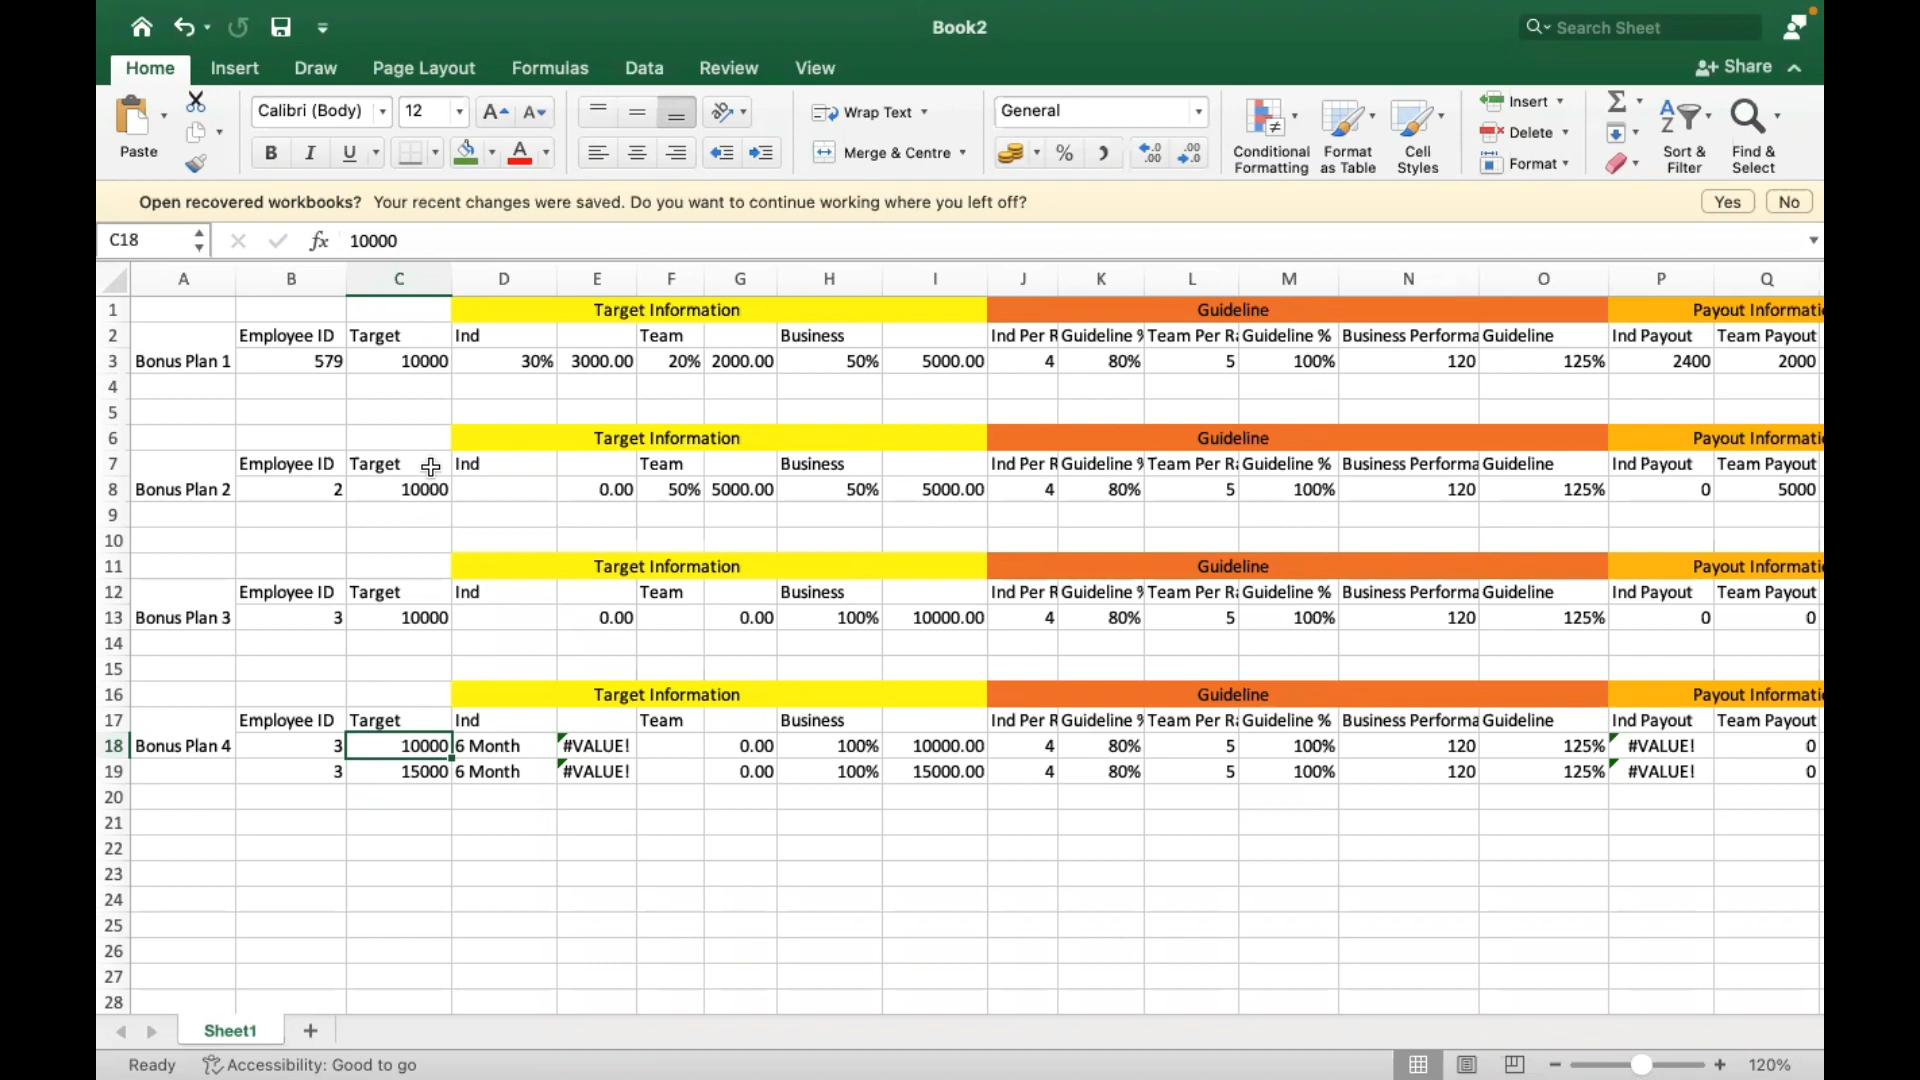 Book2
Search Sheet
Home Insert Draw Page Layout Formulas Data Review View Share
Paste Calibri (Body) 12 A A Wrap Text General Conditional Formatting Format as Table Cell Styles Insert Delete Format Sort & Filter Find & Select
B I U A Merge & Centre % .0 .00 .00 .0
Open recovered workbooks? Your recent changes were saved. Do you want to continue working where you left off? Yes No
C18 fx 10000
A B C D E F G H I J K L M N O P Q
1 Target Information Guideline Payout Informati
2 Employee ID Target Ind Team Business Ind Per R Guideline % Team Per Ra Guideline % Business Performa Guideline Ind Payout Team Payout
3 Bonus Plan 1 579 10000 30% 3000.00 20% 2000.00 50% 5000.00 4 80% 5 100% 120 125% 2400 2000
4
5
6 Target Information Guideline Payout Informati
7 Employee ID Target Ind Team Business Ind Per R Guideline % Team Per Ra Guideline % Business Performa Guideline Ind Payout Team Payout
8 Bonus Plan 2 2 10000 0.00 50% 5000.00 50% 5000.00 4 80% 5 100% 120 125% 0 5000
9
10
11 Target Information Guideline Payout Informati
12 Employee ID Target Ind Team Business Ind Per R Guideline % Team Per Ra Guideline % Business Performa Guideline Ind Payout Team Payout
13 Bonus Plan 3 3 10000 0.00 0.00 100% 10000.00 4 80% 5 100% 120 125% 0 0
14
15
16 Target Information Guideline Payout Informati
17 Employee ID Target Ind Team Business Ind Per R Guideline % Team Per Ra Guideline % Business Performa Guideline Ind Payout Team Payout
18 Bonus Plan 4 3 10000 6 Month #VALUE! 0.00 100% 10000.00 4 80% 5 100% 120 125% #VALUE! 0
19 3 15000 6 Month #VALUE! 0.00 100% 15000.00 4 80% 5 100% 120 125% #VALUE! 0
20
21
22
23
24
25
26
27
28
Sheet1 +
Ready Accessibility: Good to go 120%